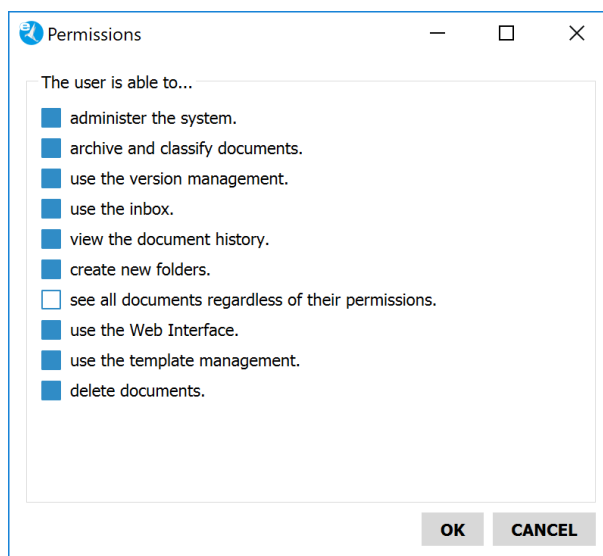 Permissions
The user is able to...
administer the system.
archive and classify documents.
use the version management.
use the inbox.
view the document history.
create new folders.
see all documents regardless of their permissions.
use the Web Interface.
use the template management.
delete documents.
OK CANCEL